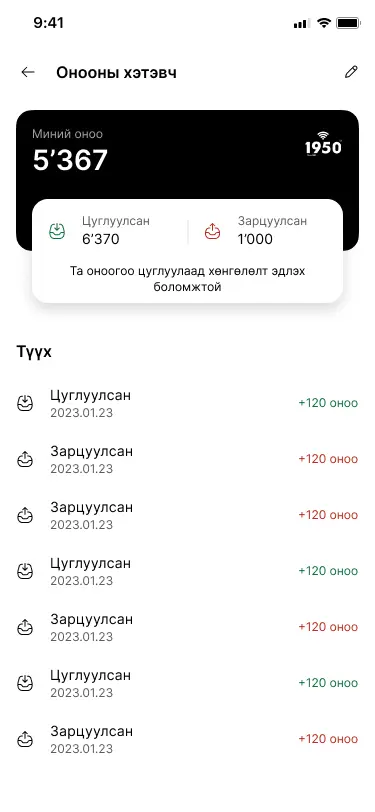 9:41
Онооны хэтэвч
Миний оноо
5’367
1950
Цуглуулсан
6’370
Зарцуулсан
1’000
Та оноогоо цуглуулаад хөнгөлөлт эдлэх
боломжтой
Түүх
Цуглуулсан
2023.01.23
+120 оноо
Зарцуулсан
2023.01.23
+120 оноо
Зарцуулсан
2023.01.23
+120 оноо
Цуглуулсан
2023.01.23
+120 оноо
Зарцуулсан
2023.01.23
+120 оноо
Цуглуулсан
2023.01.23
+120 оноо
Зарцуулсан
2023.01.23
+120 оноо